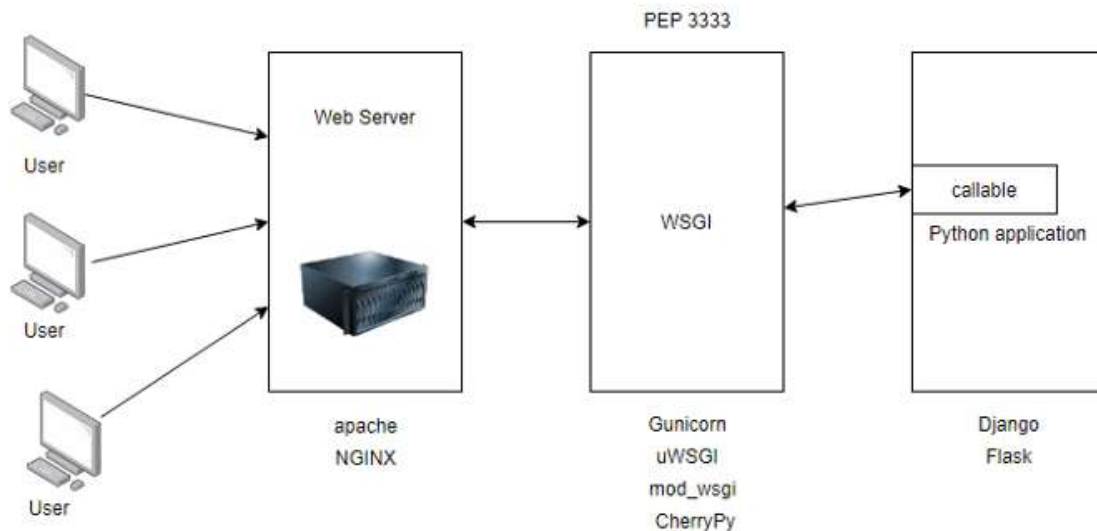 PEP 3333
User
User
User
Web Server
apache
NGINX
WSGI
Gunicorn
uWSGI
mod_wsgi
CherryPy
callable
Python application
Django
Flask